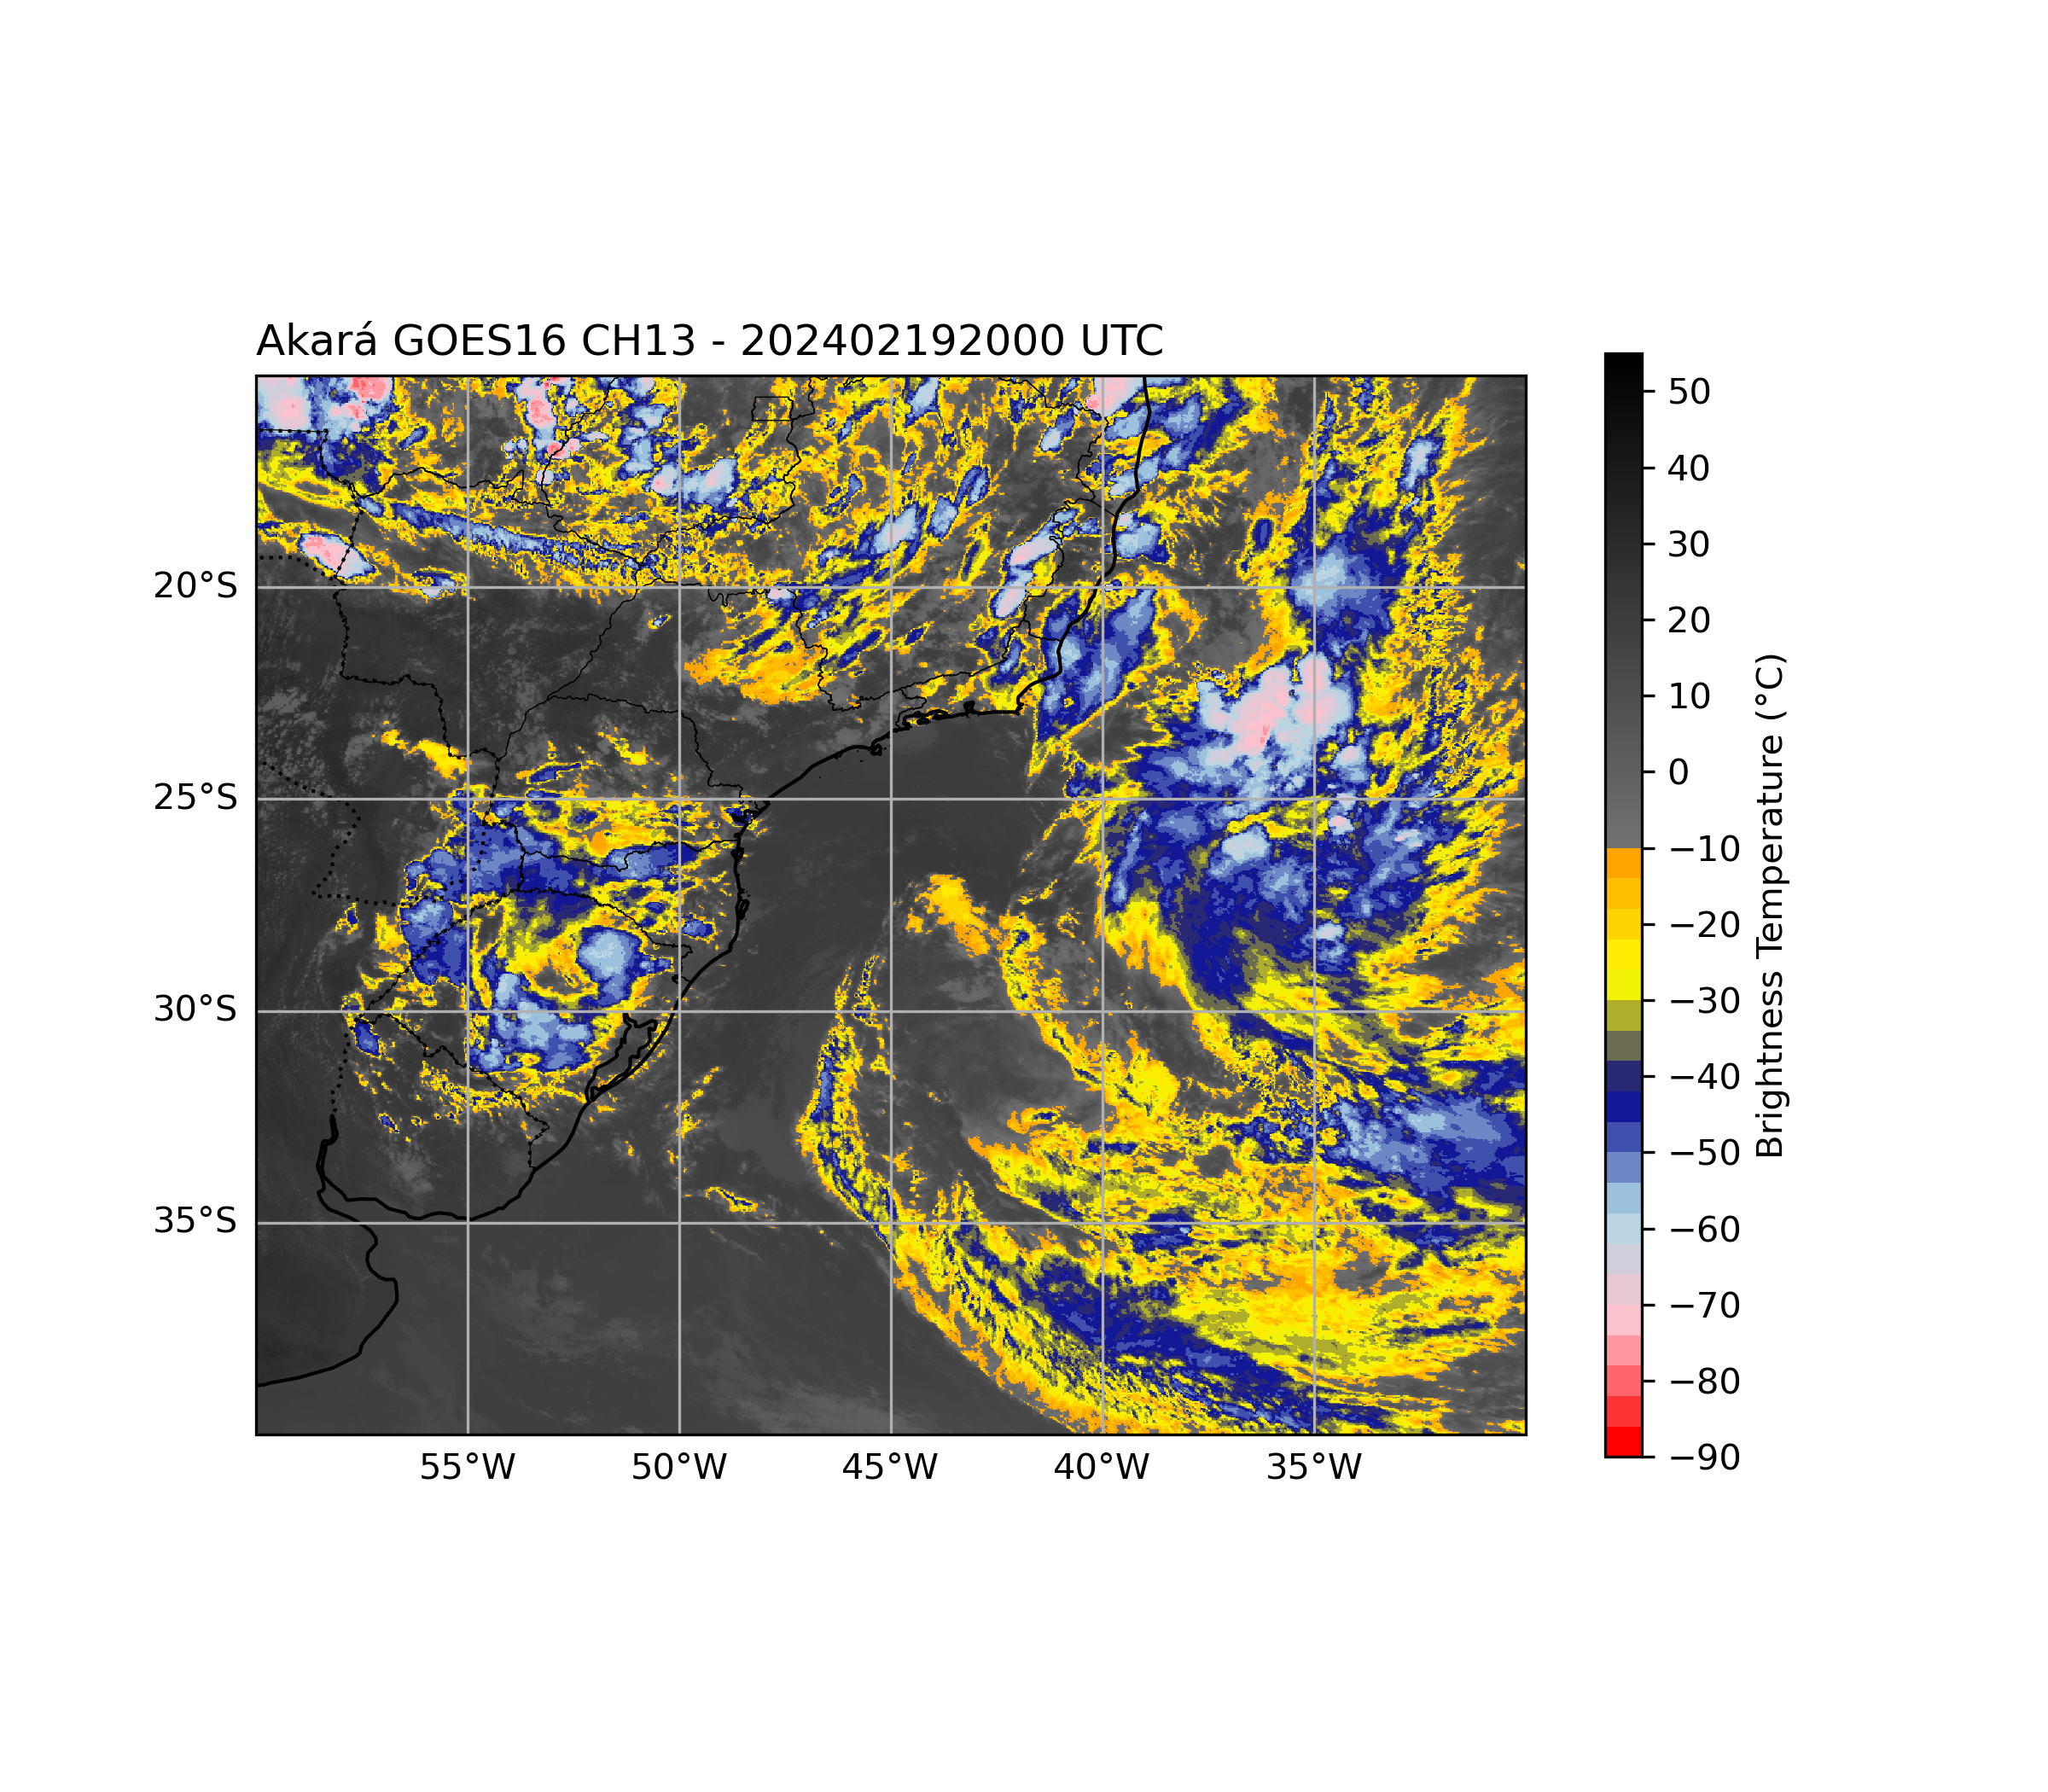 Akará GOES16 CH13 - 202402192000 UTC
50
40
30
20
10
0
−10
−20
−30
−40
−50
−60
−70
−80
−90
Brightness Temperature (°C)
20°S
25°S
30°S
35°S
55°W
50°W
45°W
40°W
35°W